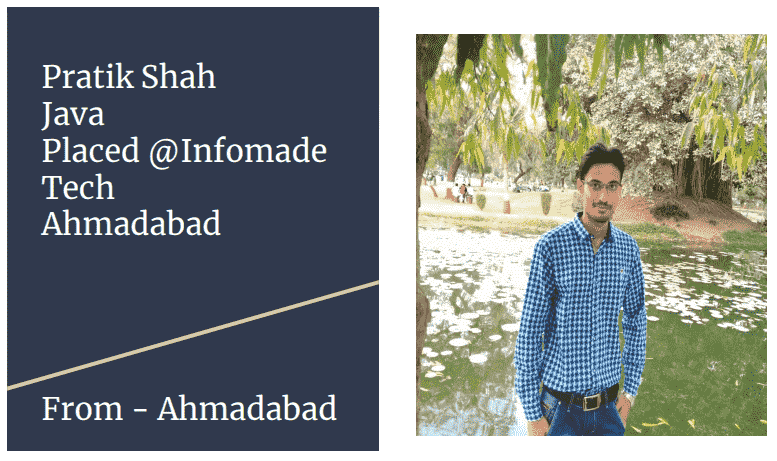 Pratik Shah
Java
Placed @Infomade
Tech
Ahmadabad
From - Ahmadabad